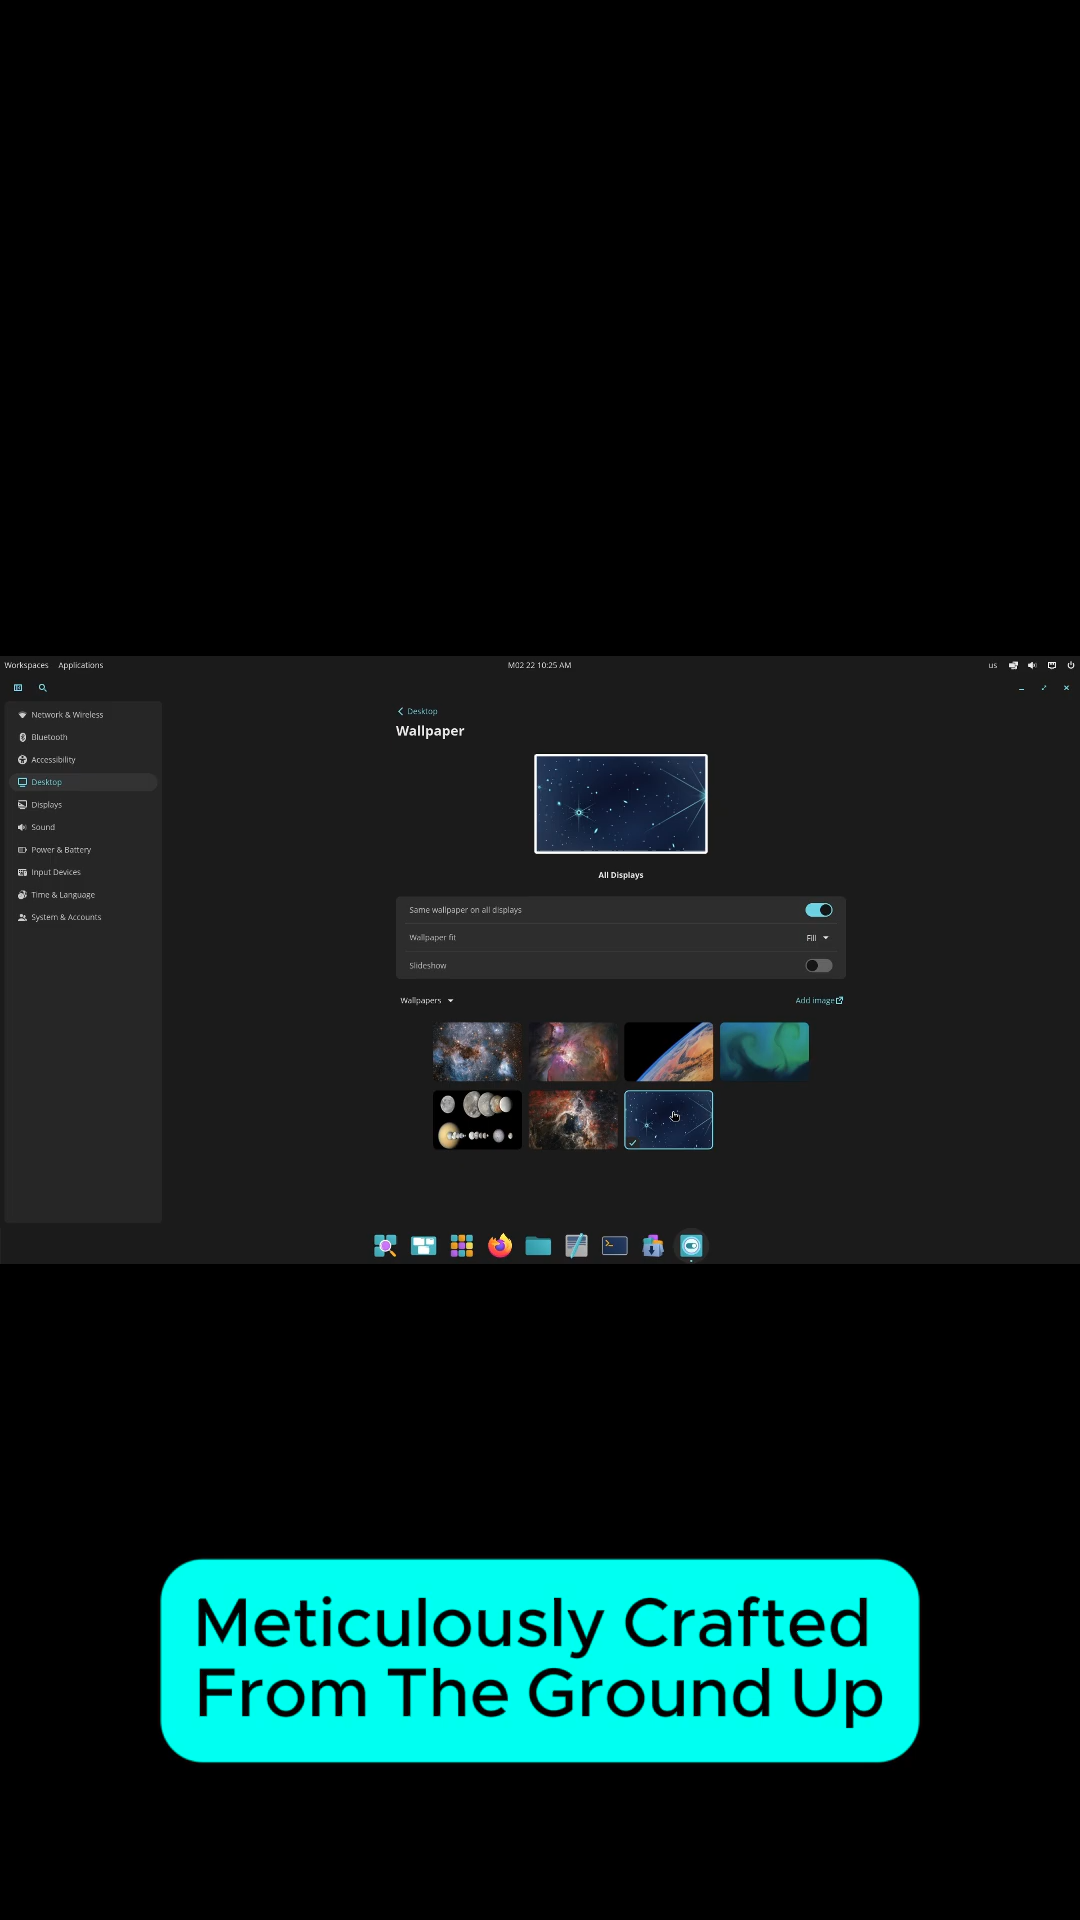 Workspaces Applications M02 22 10:25 AM us
Network & Wireless
Bluetooth
Accessibility
Desktop
Displays
Sound
Power & Battery
Input Devices
Time & Language
System & Accounts
Desktop
Wallpaper
All Displays
Same wallpaper on all displays
Wallpaper fit Fill
Slideshow
Wallpapers Add image
Meticulously Crafted
From The Ground Up